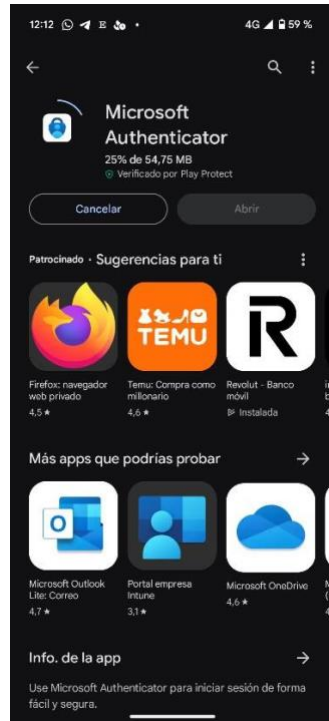 12:12
4G 59 %
Microsoft
Authenticator
25% de 54,75 MB
Verificado por Play Protect
Cancelar
Abrir
Patrocinado · Sugerencias para ti
TEMU
R
Firefox: navegador
web privado
4,5 ★
Temu: Compra como
millonario
4,6 ★
Revolut - Banco
móvil
Instalada
Más apps que podrías probar
Microsoft Outlook
Lite: Correo
4,7 ★
Portal empresa
Intune
3,1 ★
Microsoft OneDrive
4,6 ★
Info. de la app
Use Microsoft Authenticator para iniciar sesión de forma
fácil y segura.